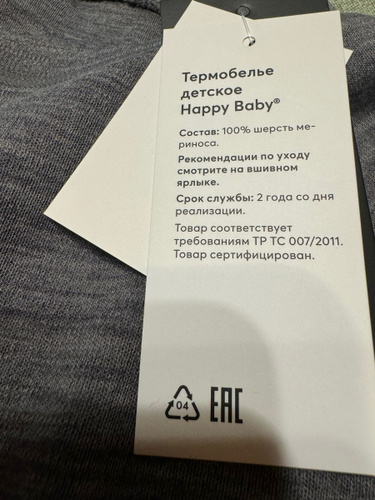 Термобелье
детское
Happy Baby®
Состав: 100% шерсть ме-
риноса.
Рекомендации по уходу
смотрите на вшивном
ярлыке.
Срок службы: 2 года со дня
реализации.
Товар соответствует
требованиям ТР ТС 007/2011.
Товар сертифицирован.
04 EAC